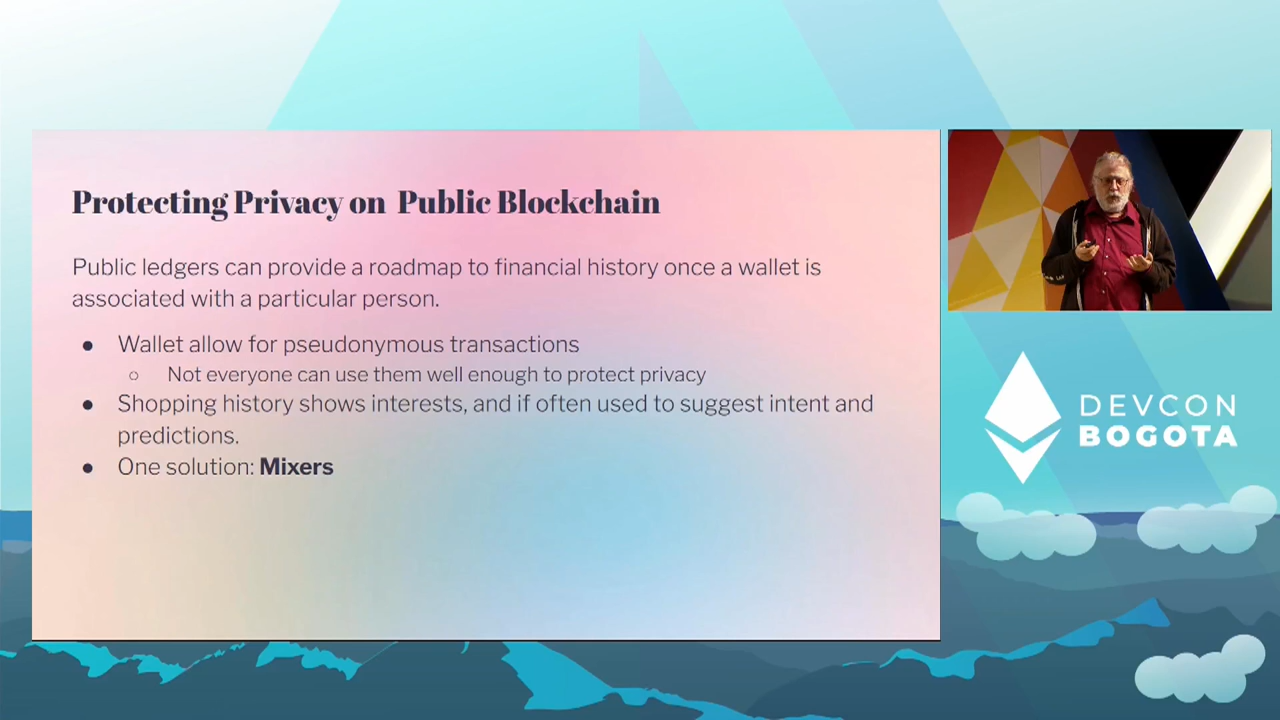 Protecting Privacy on Public Blockchain
Public ledgers can provide a roadmap to financial history once a wallet is
associated with a particular person.
● Wallet allow for pseudonymous transactions
○ Not everyone can use them well enough to protect privacy
● Shopping history shows interests, and if often used to suggest intent and
predictions.
● One solution: Mixers
DEVCON
BOGOTA